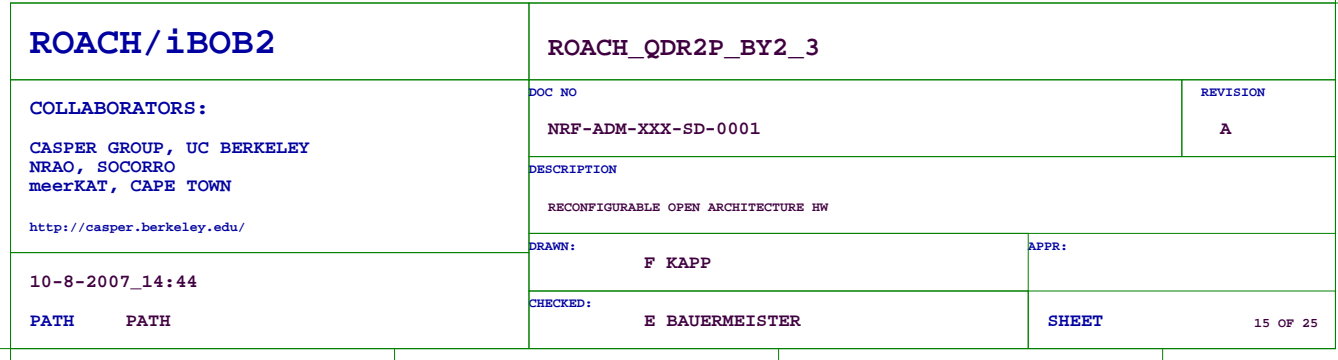 ROACH/iBOB2
ROACH_QDR2P_BY2_3
COLLABORATORS:
CASPER GROUP, UC BERKELEY
NRAO, SOCORRO
meerKAT, CAPE TOWN
http://casper.berkeley.edu/
DOC NO
NRF-ADM-XXX-SD-0001
REVISION
A
DESCRIPTION
RECONFIGURABLE OPEN ARCHITECTURE HW
10-8-2007_14:44
PATH PATH
DRAWN:
F KAPP
APPR:
CHECKED:
E BAUERMEISTER
SHEET 15 OF 25